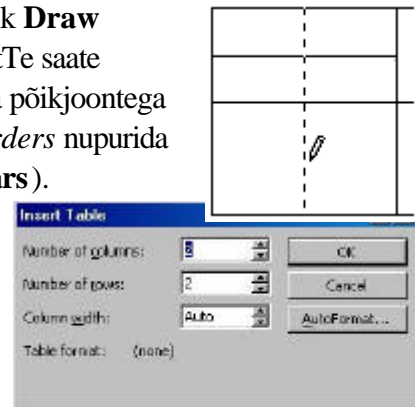 k Draw
Te saate
põikjoontega
rders nupurida
ars).
Insert Table
Number of columns:
OK
Number of rows:
2
Cancel
Column width:
Auto
AutoFormat...
Table format: (none)